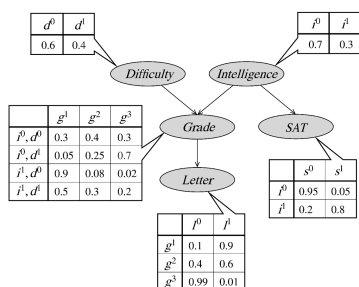 d⁰ d¹
0.6 0.4
i⁰ i¹
0.7 0.3
Difficulty
Intelligence
g¹ g² g³
i⁰, d⁰ 0.3 0.4 0.3
i⁰, d¹ 0.05 0.25 0.7
i¹, d⁰ 0.9 0.08 0.02
i¹, d¹ 0.5 0.3 0.2
Grade
SAT
s⁰ s¹
i⁰ 0.95 0.05
i¹ 0.2 0.8
Letter
l⁰ l¹
g¹ 0.1 0.9
g² 0.4 0.6
g³ 0.99 0.01